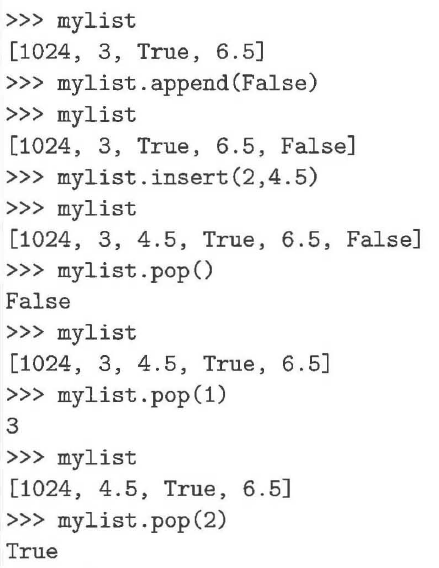 >>> mylist
[1024, 3, True, 6.5]
>>> mylist.append(False)
>>> mylist
[1024, 3, True, 6.5, False]
>>> mylist.insert(2,4.5)
>>> mylist
[1024, 3, 4.5, True, 6.5, False]
>>> mylist.pop()
False
>>> mylist
[1024, 3, 4.5, True, 6.5]
>>> mylist.pop(1)
3
>>> mylist
[1024, 4.5, True, 6.5]
>>> mylist.pop(2)
True